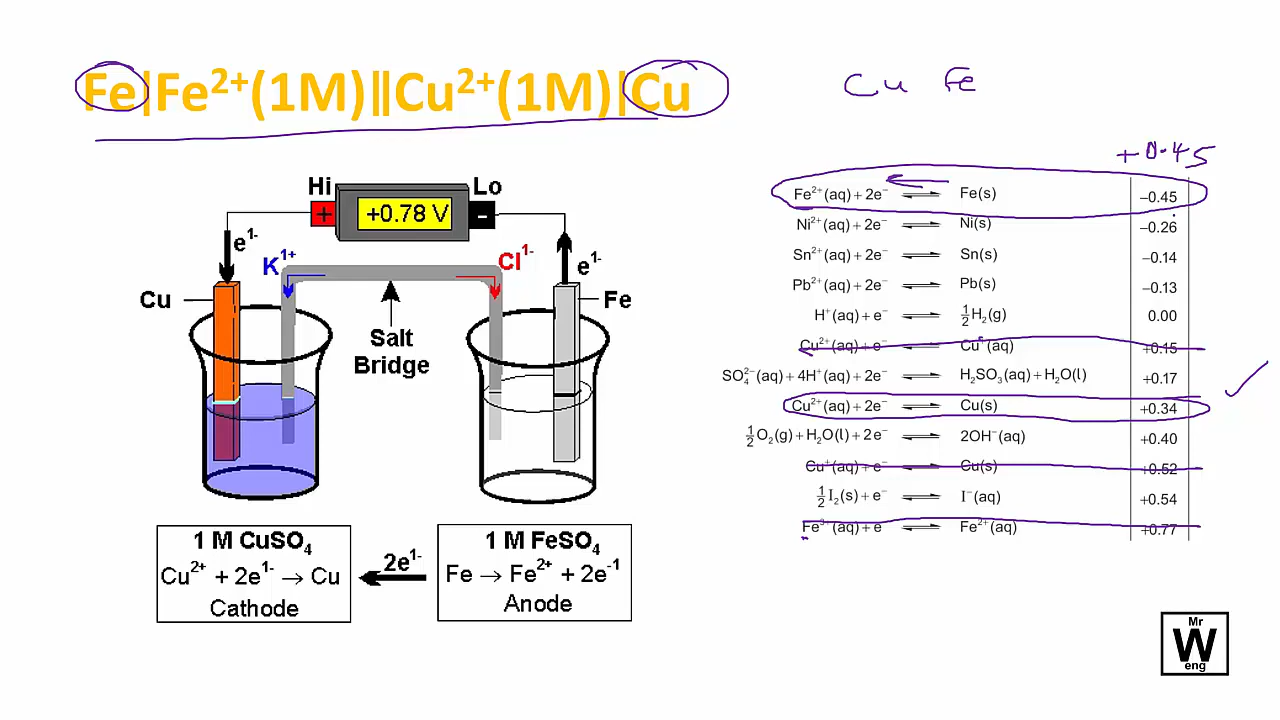 Fe|Fe²⁺(1M)||Cu²⁺(1M)|Cu
Cu Fe
Hi Lo
+ +0.78 V -
e¹⁻ K¹⁺ Cl¹⁻ e¹⁻
Cu Fe
Salt
Bridge
1 M CuSO₄
Cu²⁺ + 2e¹⁻ → Cu
Cathode
2e¹⁻
1 M FeSO₄
Fe → Fe²⁺ + 2e⁻¹
Anode
+0.45
Fe²⁺(aq) + 2e⁻ ⇌ Fe(s) –0.45
Ni²⁺(aq) + 2e⁻ ⇌ Ni(s) –0.26
Sn²⁺(aq) + 2e⁻ ⇌ Sn(s) –0.14
Pb²⁺(aq) + 2e⁻ ⇌ Pb(s) –0.13
H⁺(aq) + e⁻ ⇌ ½H₂(g) 0.00
Cu²⁺(aq) + e⁻ ⇌ Cu⁺(aq) +0.15
SO₄²⁻(aq) + 4H⁺(aq) + 2e⁻ ⇌ H₂SO₃(aq) + H₂O(l) +0.17
Cu²⁺(aq) + 2e⁻ ⇌ Cu(s) +0.34
½O₂(g) + H₂O(l) + 2e⁻ ⇌ 2OH⁻(aq) +0.40
Cu⁺(aq) + e⁻ ⇌ Cu(s) +0.52
½I₂(s) + e⁻ ⇌ I⁻(aq) +0.54
Fe³⁺(aq) + e ⇌ Fe²⁺(aq) +0.77
Mr
W
eng